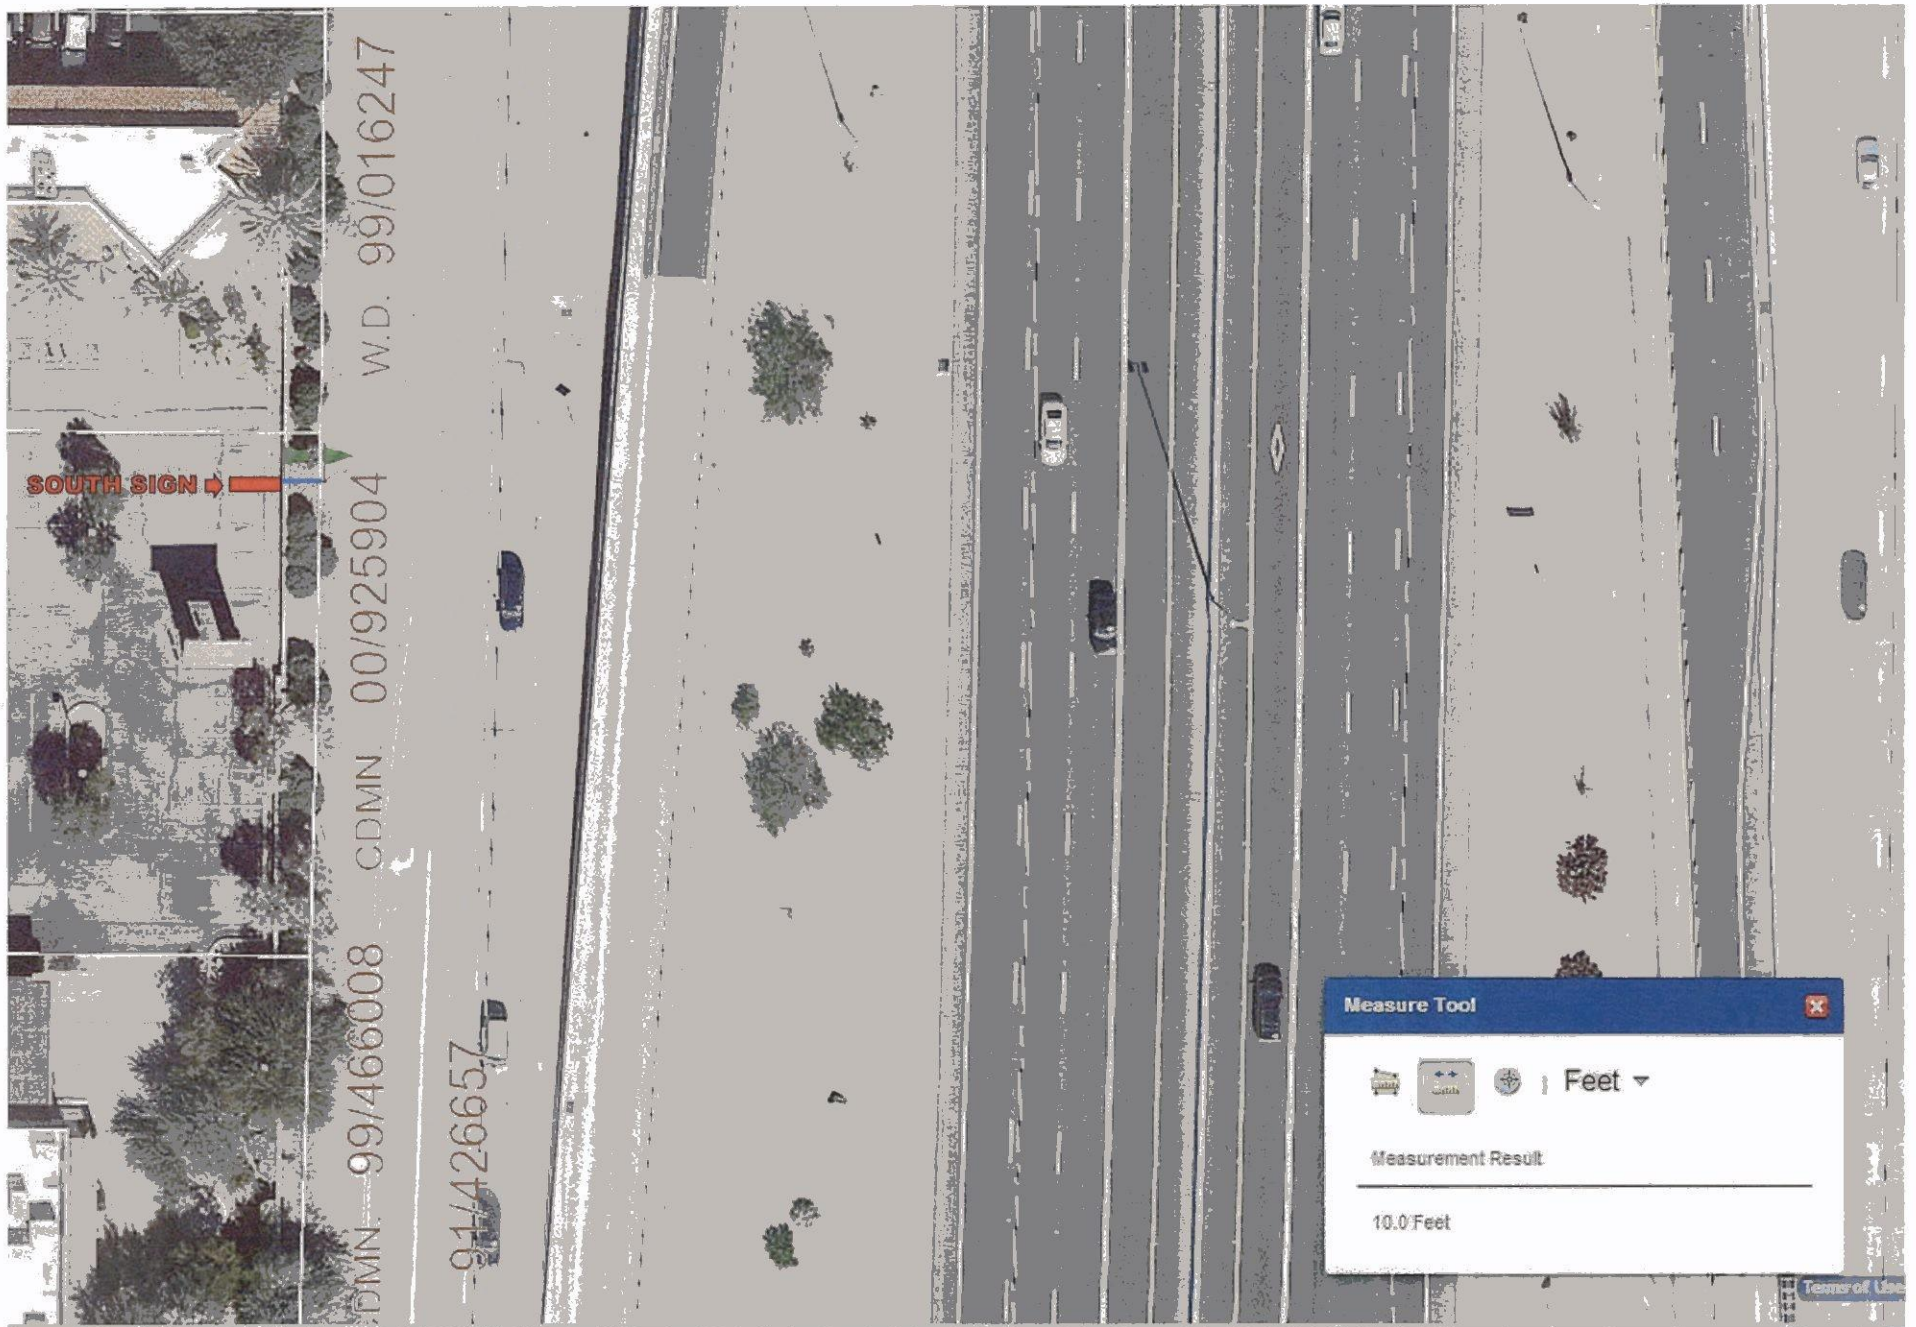 W.D. 99/016247
SOUTH SIGN
CDMN. 00/925904
DMN. 99/466008
91/426657
Measure Tool
Feet
Measurement Result
10.0 Feet
Terms of Use